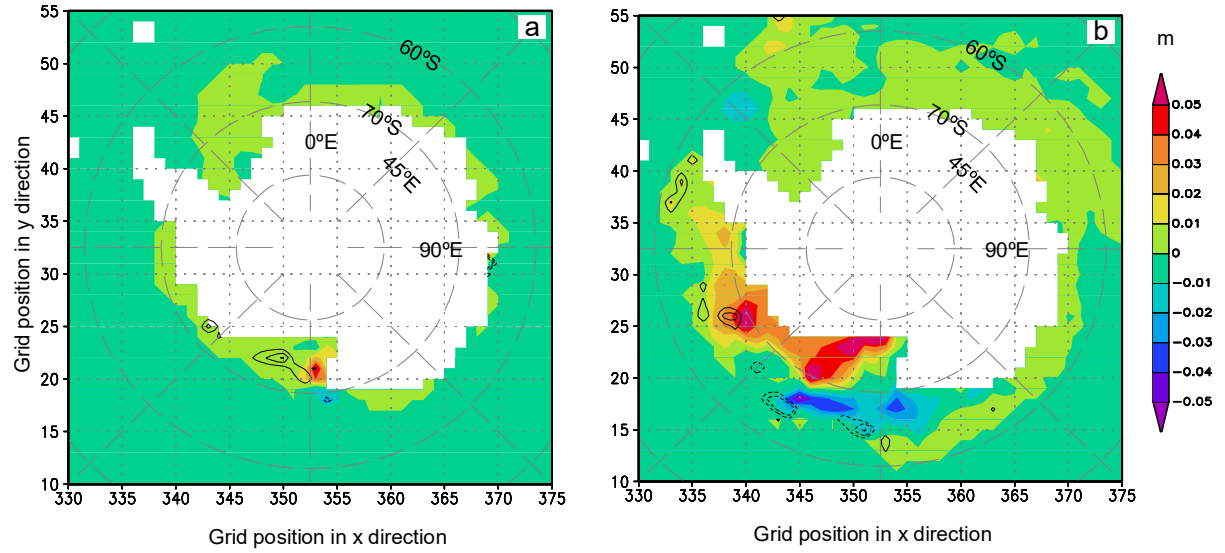 a
55
50
45
40
35
30
25
20
15
10
Grid position in y direction
60ºS
70ºS
0ºE
45ºE
90ºE
330 335 340 345 350 355 360 365 370 375
Grid position in x direction
b
55
50
45
40
35
30
25
20
15
10
60ºS
70ºS
0ºE
45ºE
90ºE
330 335 340 345 350 355 360 365 370 375
Grid position in x direction
m
0.05
0.04
0.03
0.02
0.01
0
−0.01
−0.02
−0.03
−0.04
−0.05